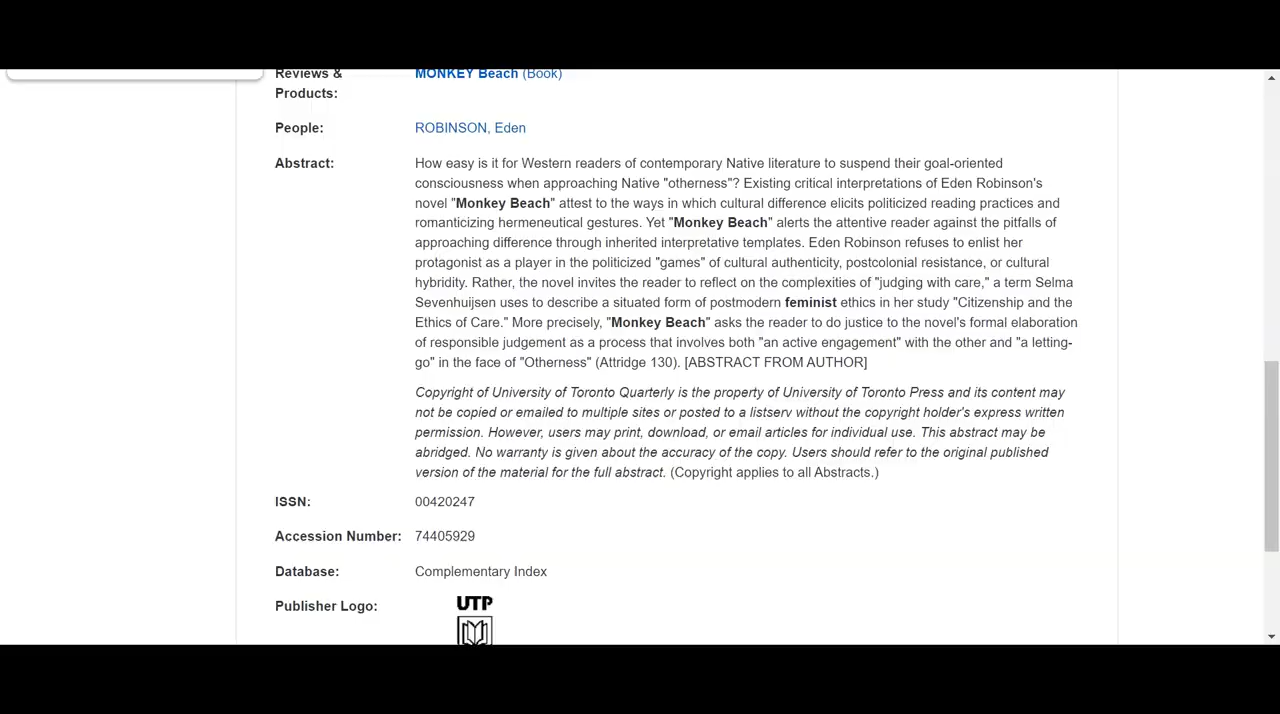 Reviews &
Products:
MONKEY Beach (Book)
People:
ROBINSON, Eden
Abstract:
How easy is it for Western readers of contemporary Native literature to suspend their goal-oriented
consciousness when approaching Native "otherness"? Existing critical interpretations of Eden Robinson's
novel "Monkey Beach" attest to the ways in which cultural difference elicits politicized reading practices and
romanticizing hermeneutical gestures. Yet "Monkey Beach" alerts the attentive reader against the pitfalls of
approaching difference through inherited interpretative templates. Eden Robinson refuses to enlist her
protagonist as a player in the politicized "games" of cultural authenticity, postcolonial resistance, or cultural
hybridity. Rather, the novel invites the reader to reflect on the complexities of "judging with care," a term Selma
Sevenhuijsen uses to describe a situated form of postmodern feminist ethics in her study "Citizenship and the
Ethics of Care." More precisely, "Monkey Beach" asks the reader to do justice to the novel's formal elaboration
of responsible judgement as a process that involves both "an active engagement" with the other and "a letting-
go" in the face of "Otherness" (Attridge 130). [ABSTRACT FROM AUTHOR]
Copyright of University of Toronto Quarterly is the property of University of Toronto Press and its content may
not be copied or emailed to multiple sites or posted to a listserv without the copyright holder's express written
permission. However, users may print, download, or email articles for individual use. This abstract may be
abridged. No warranty is given about the accuracy of the copy. Users should refer to the original published
version of the material for the full abstract. (Copyright applies to all Abstracts.)
ISSN:
00420247
Accession Number:
74405929
Database:
Complementary Index
Publisher Logo:
UTP